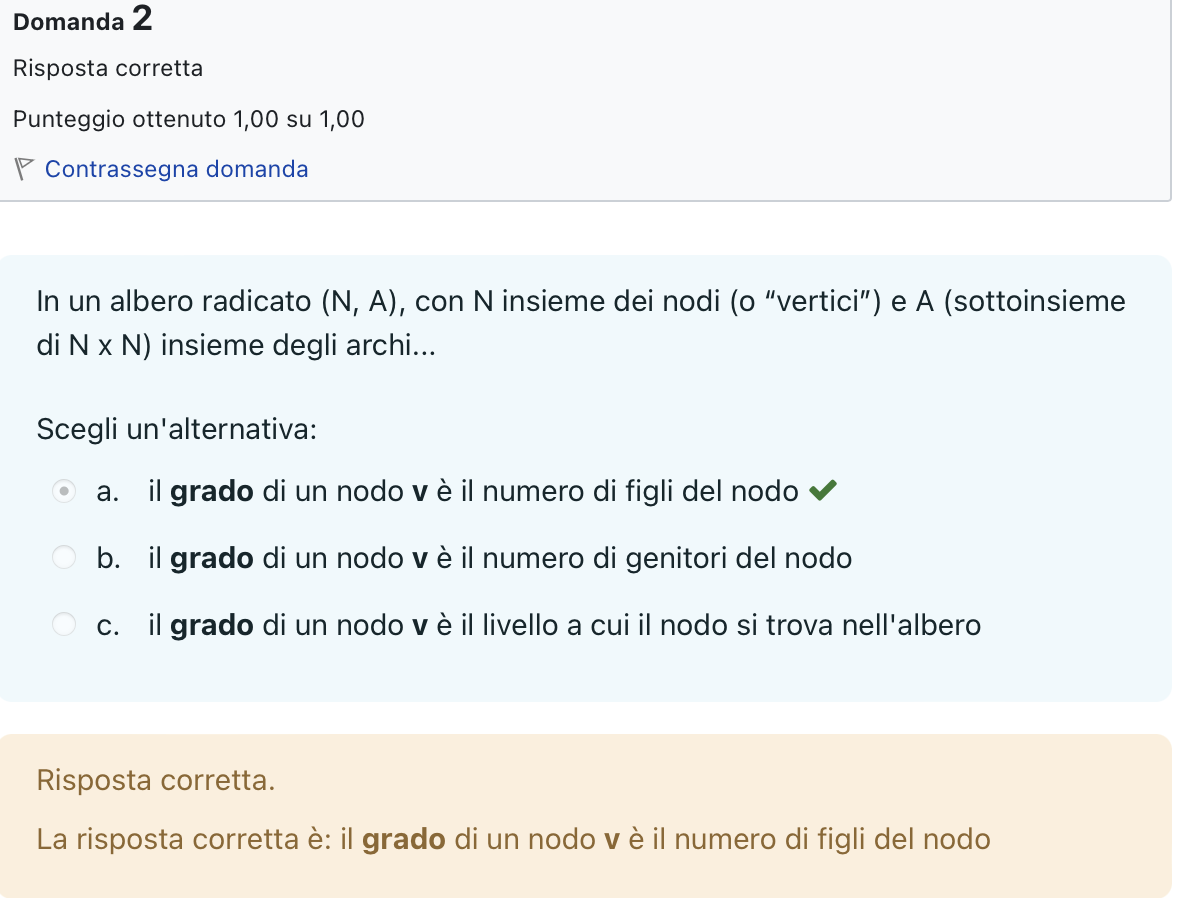 Domanda 2
Risposta corretta
Punteggio ottenuto 1,00 su 1,00
Contrassegna domanda
In un albero radicato (N, A), con N insieme dei nodi (o “vertici”) e A (sottoinsieme
di N x N) insieme degli archi...
Scegli un'alternativa:
a. il grado di un nodo v è il numero di figli del nodo
b. il grado di un nodo v è il numero di genitori del nodo
c. il grado di un nodo v è il livello a cui il nodo si trova nell'albero
Risposta corretta.
La risposta corretta è: il grado di un nodo v è il numero di figli del nodo